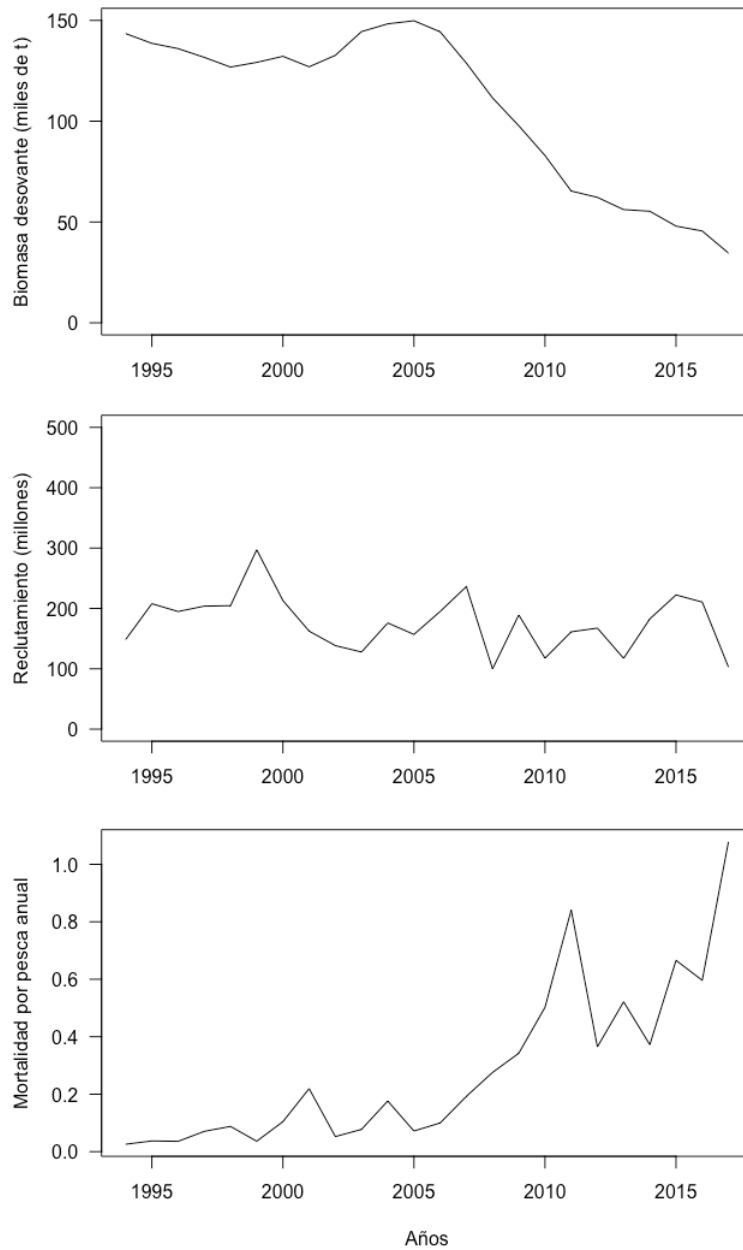 Biomasa desovante (miles de t)
150
100
50
0
1995 2000 2005 2010 2015
Reclutamiento (millones)
500
400
300
200
100
0
1995 2000 2005 2010 2015
Mortalidad por pesca anual
1.0
0.8
0.6
0.4
0.2
0.0
1995 2000 2005 2010 2015
Años